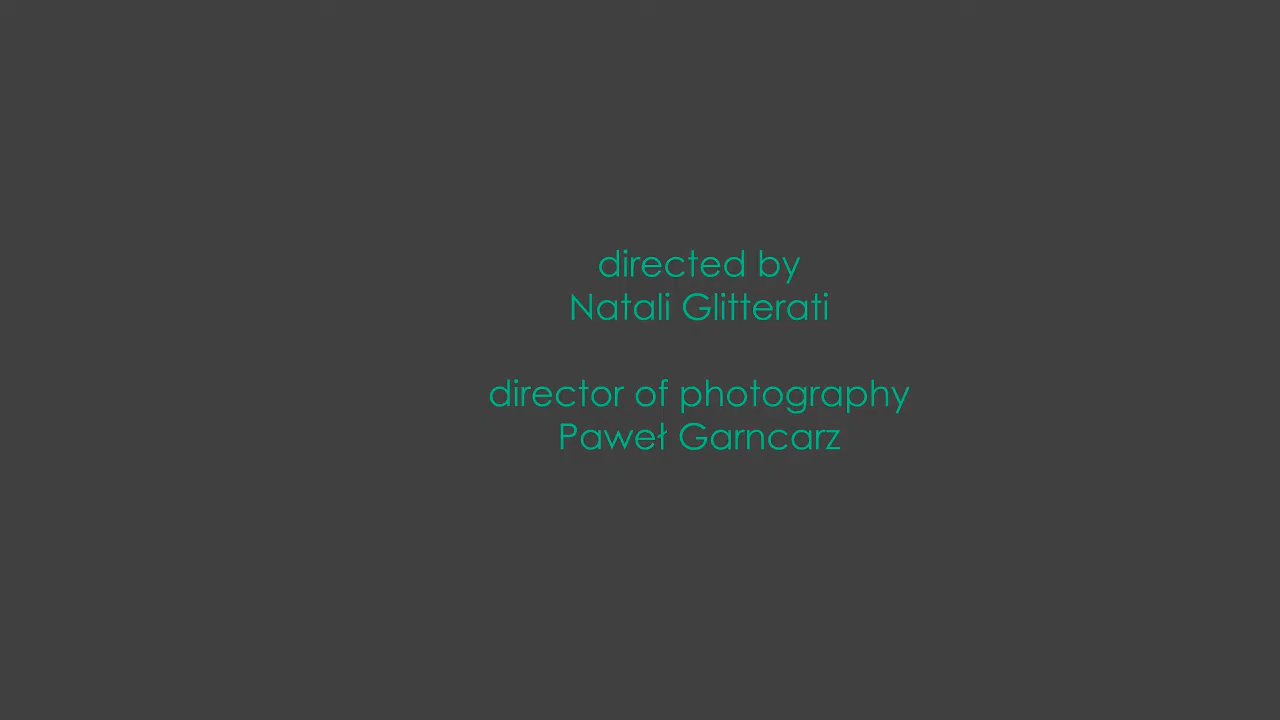 directed by
Natali Glitterati
director of photography
Paweł Garncarz